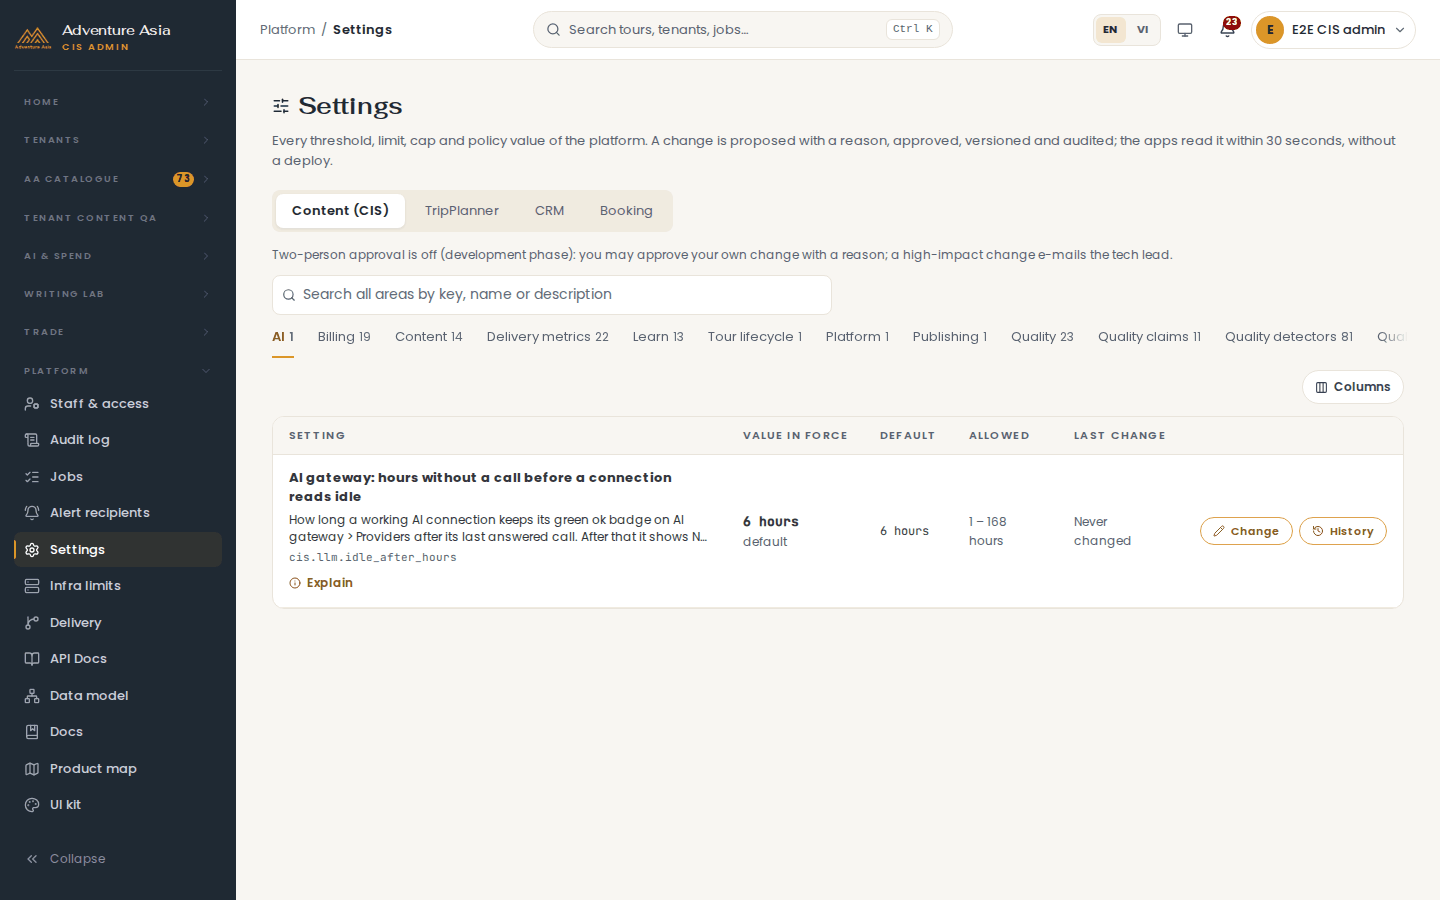 Adventure Asia
CIS ADMIN
Adventure Asia
HOME
TENANTS
AA CATALOGUE 73
TENANT CONTENT QA
AI & SPEND
WRITING LAB
TRADE
PLATFORM
Staff & access
Audit log
Jobs
Alert recipients
Settings
Infra limits
Delivery
API Docs
Data model
Docs
Product map
UI kit
Collapse
Platform / Settings
Search tours, tenants, jobs... Ctrl K
EN VI
23
E E2E CIS admin
Settings
Every threshold, limit, cap and policy value of the platform. A change is proposed with a reason, approved, versioned and audited; the apps read it within 30 seconds, without
a deploy.
Content (CIS) TripPlanner CRM Booking
Two-person approval is off (development phase): you may approve your own change with a reason; a high-impact change e-mails the tech lead.
Search all areas by key, name or description
AI 1 Billing 19 Content 14 Delivery metrics 22 Learn 13 Tour lifecycle 1 Platform 1 Publishing 1 Quality 23 Quality claims 11 Quality detectors 81
Columns
SETTING VALUE IN FORCE DEFAULT ALLOWED LAST CHANGE
AI gateway: hours without a call before a connection
reads idle
How long a working AI connection keeps its green ok badge on AI
gateway > Providers after its last answered call. After that it shows N...
cis.llm.idle_after_hours
Explain
6 hours
default
6 hours
1 – 168
hours
Never
changed
Change History